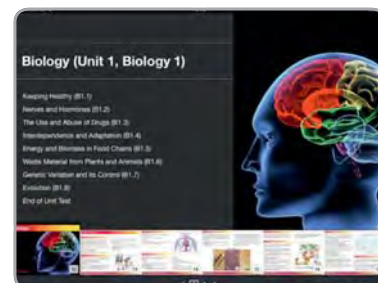 Biology (Unit 1, Biology 1)
Keeping Healthy (B1.1)
Nerves and Hormones (B1.2)
The Use and Abuse of Drugs (B1.3)
Interdependence and Adaptation (B1.4)
Energy and Biomass in Food Chains (B1.5)
Waste Material from Plants and Animals (B1.6)
Genetic Variation and its Control (B1.7)
Evolution (B1.8)
End of Unit Test